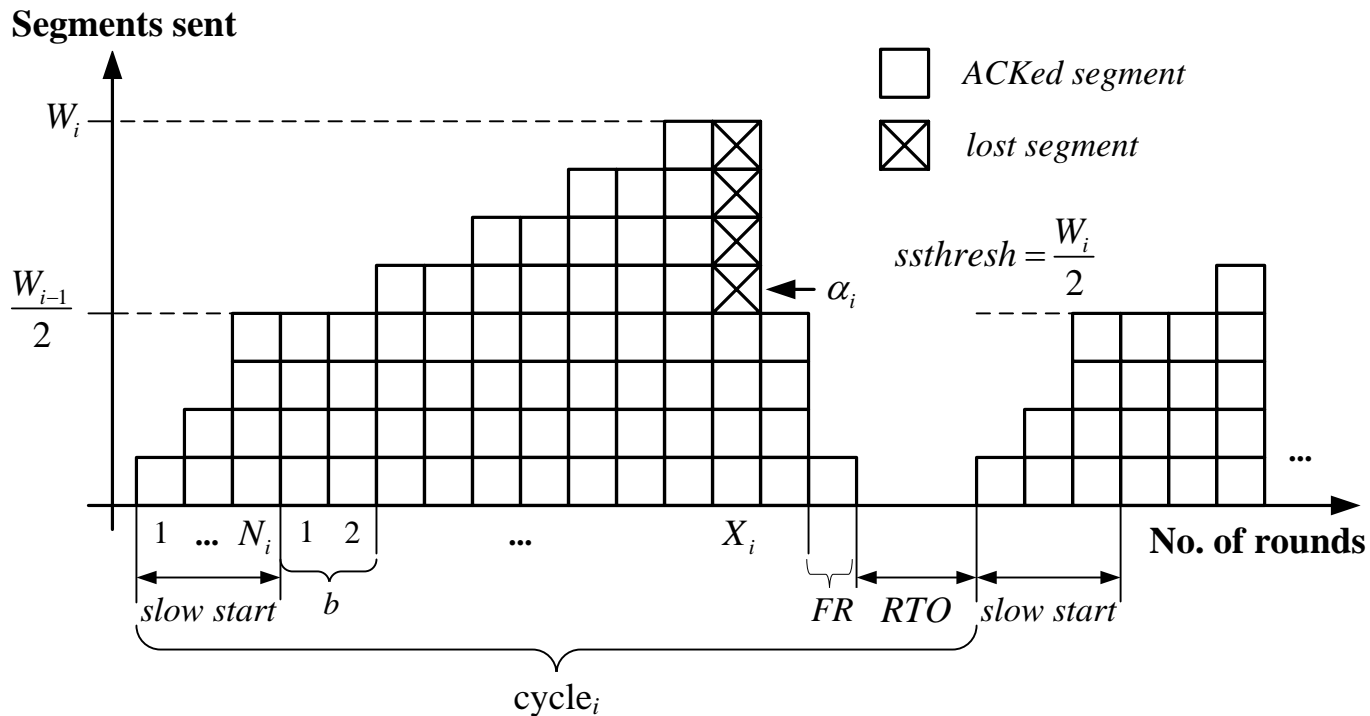 Segments sent
ACKed segment
W_i
lost segment
ssthresh = W_i / 2
α_i
W_{i−1} / 2
...
1 ... N_i 1 2 ... X_i
No. of rounds
slow start b FR RTO slow start
cycle_i